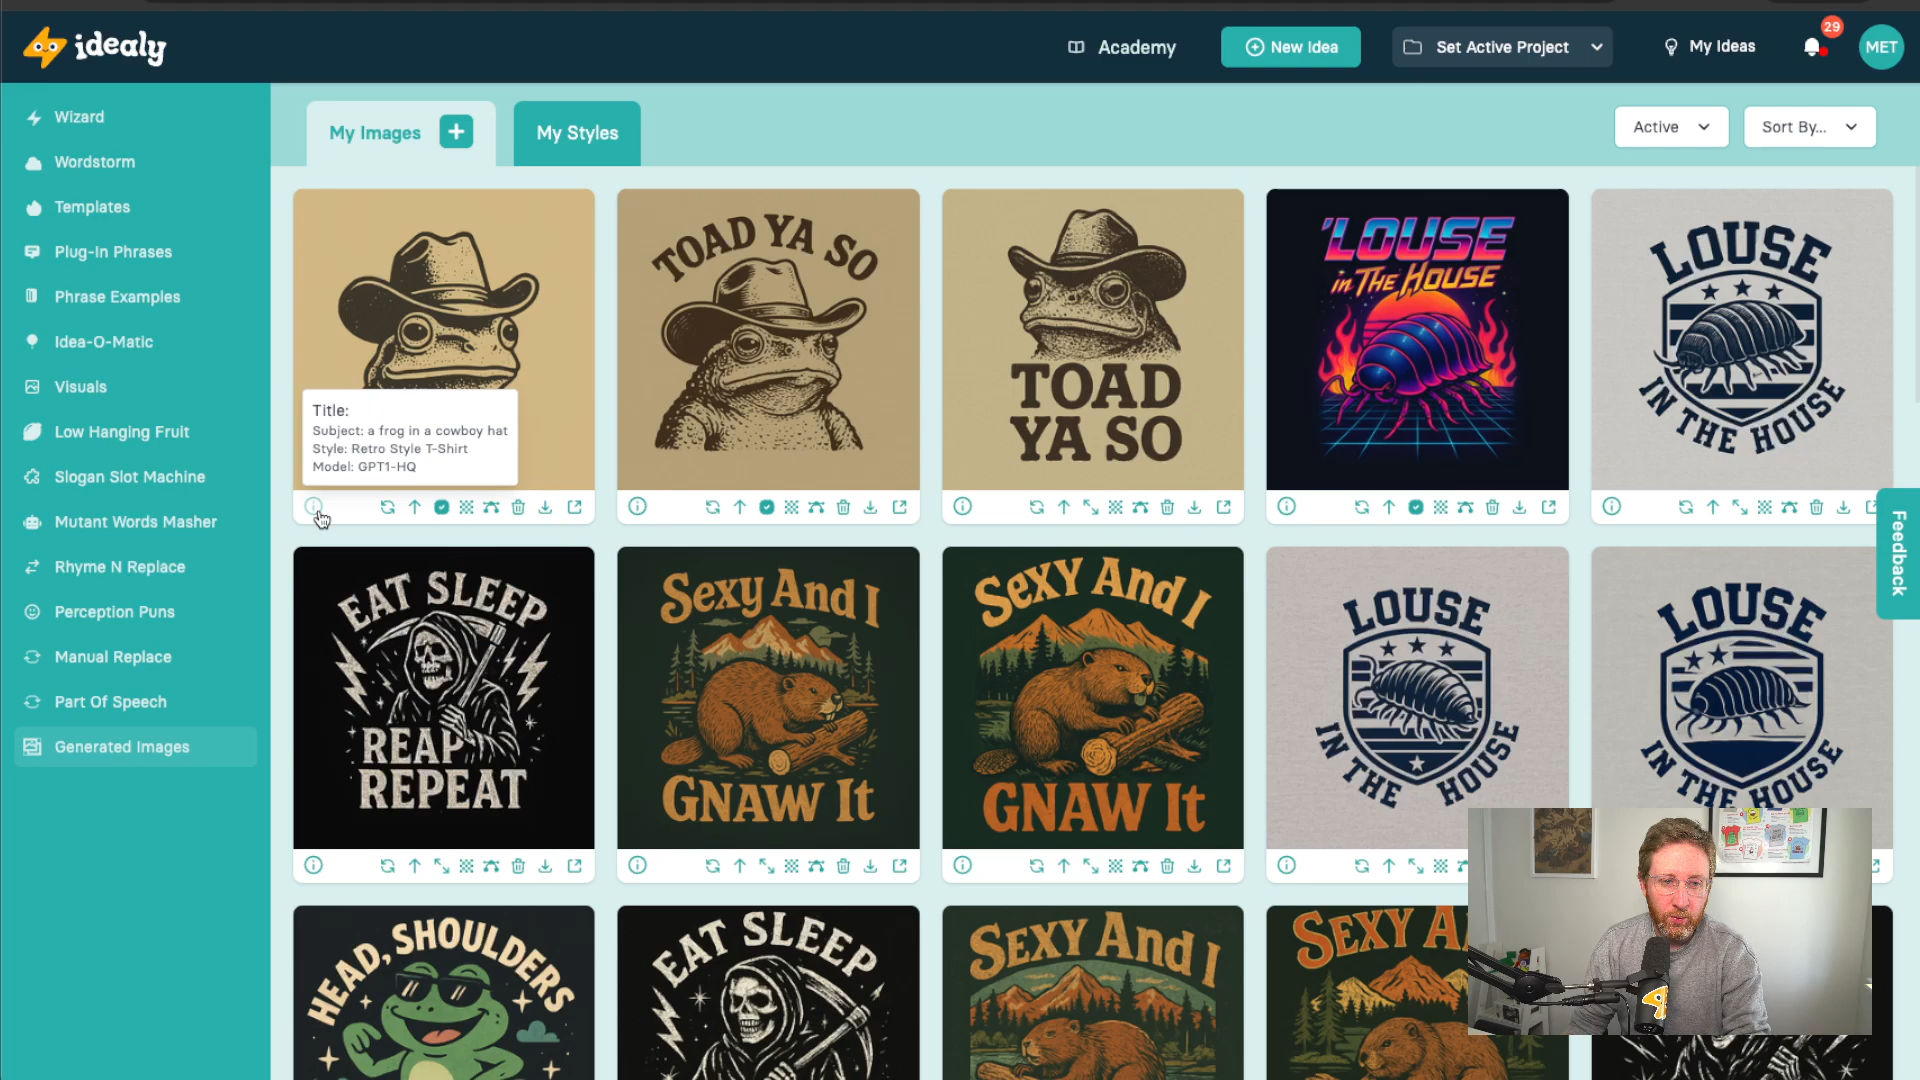 idealy
Academy
New Idea
Set Active Project
My Ideas
29
MET
Wizard
Wordstorm
Templates
Plug-In Phrases
Phrase Examples
Idea-O-Matic
Visuals
Low Hanging Fruit
Slogan Slot Machine
Mutant Words Masher
Rhyme N Replace
Perception Puns
Manual Replace
Part Of Speech
Generated Images
My Images
My Styles
Active
Sort By...
Title:
Subject: a frog in a cowboy hat
Style: Retro Style T-Shirt
Model: GPT1-HQ
TOAD YA SO
TOAD
YA SO
'LOUSE
in THE HOUSE
LOUSE
IN THE HOUSE
Feedback
EAT SLEEP
REAP
REPEAT
Sexy And I
GNAW It
Sexy And I
GNAW It
LOUSE
IN THE HOUSE
LOUSE
IN THE HOUSE
HEAD, SHOULDERS
EAT SLEEP
SEXY And I
SEXY A